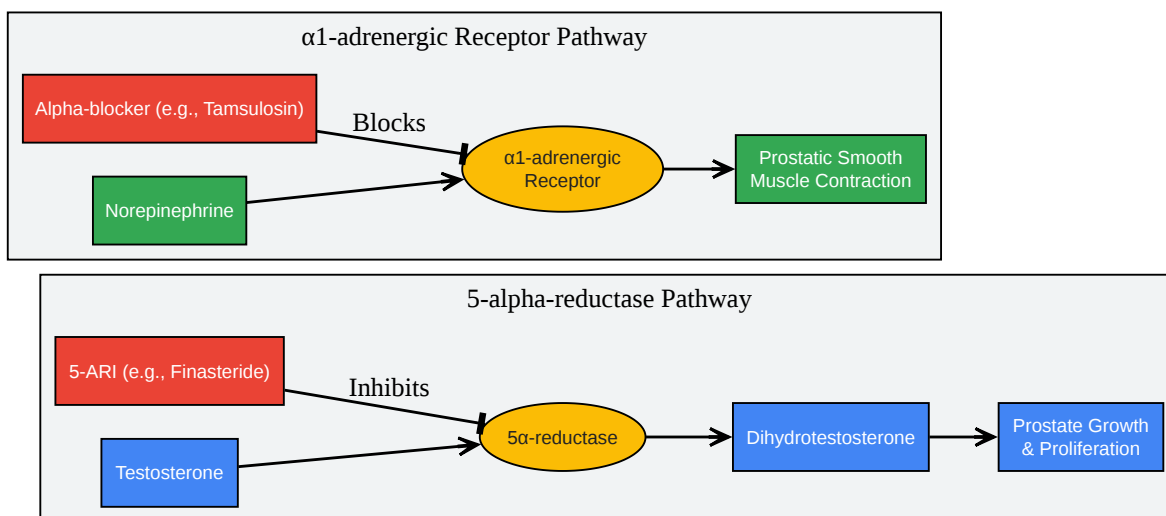 α1-adrenergic Receptor Pathway
Alpha-blocker (e.g., Tamsulosin)
Blocks
Norepinephrine
α1-adrenergic
Receptor
Prostatic Smooth
Muscle Contraction
5-alpha-reductase Pathway
5-ARI (e.g., Finasteride)
Inhibits
Testosterone
5α-reductase
Dihydrotestosterone
Prostate Growth
& Proliferation